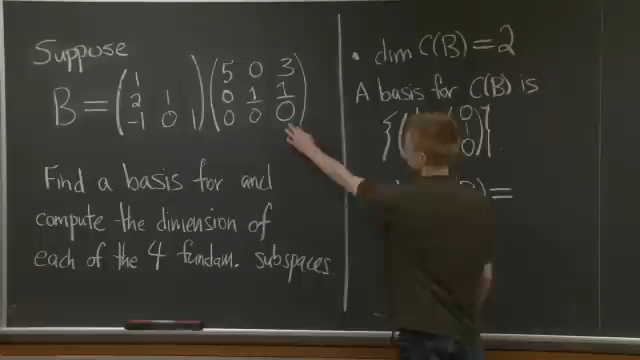 Suppose
B = ( 1
2 1
-1 0 1 ) ( 5 0 3
0 1 1
0 0 0 )
Find a basis for and
compute the dimension of
each of the 4 fundam. subspaces
• dim C(B) = 2
A basis for C(B) is
) =